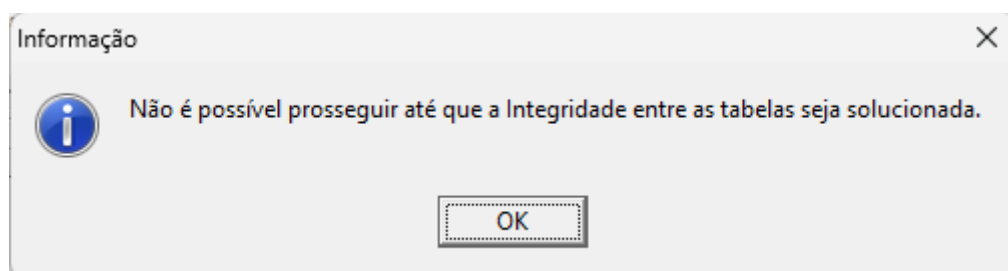 Informação
Não é possível prosseguir até que a Integridade entre as tabelas seja solucionada.
OK